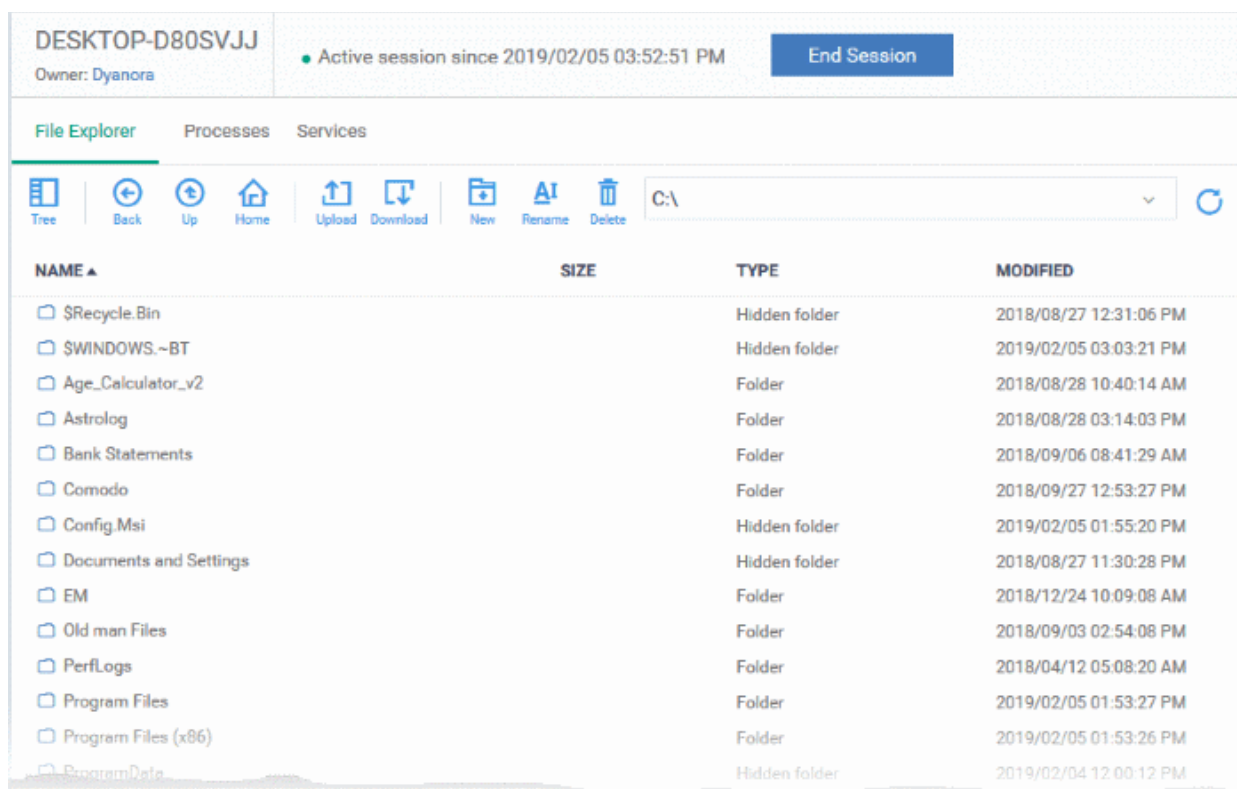 DESKTOP-D80SVJJ
Owner: Dyanora
Active session since 2019/02/05 03:52:51 PM
End Session
File Explorer Processes Services
Tree Back Up Home Upload Download New Rename Delete C:\
NAME SIZE TYPE MODIFIED
$Recycle.Bin Hidden folder 2018/08/27 12:31:06 PM
$WINDOWS.~BT Hidden folder 2019/02/05 03:03:21 PM
Age_Calculator_v2 Folder 2018/08/28 10:40:14 AM
Astrolog Folder 2018/08/28 03:14:03 PM
Bank Statements Folder 2018/09/06 08:41:29 AM
Comodo Folder 2018/09/27 12:53:27 PM
Config.Msi Hidden folder 2019/02/05 01:55:20 PM
Documents and Settings Hidden folder 2018/08/27 11:30:28 PM
EM Folder 2018/12/24 10:09:08 AM
Old man Files Folder 2018/09/03 02:54:08 PM
PerfLogs Folder 2018/04/12 05:08:20 AM
Program Files Folder 2019/02/05 01:53:27 PM
Program Files (x86) Folder 2019/02/05 01:53:26 PM
ProgramData Hidden folder 2019/02/04 12:00:12 PM